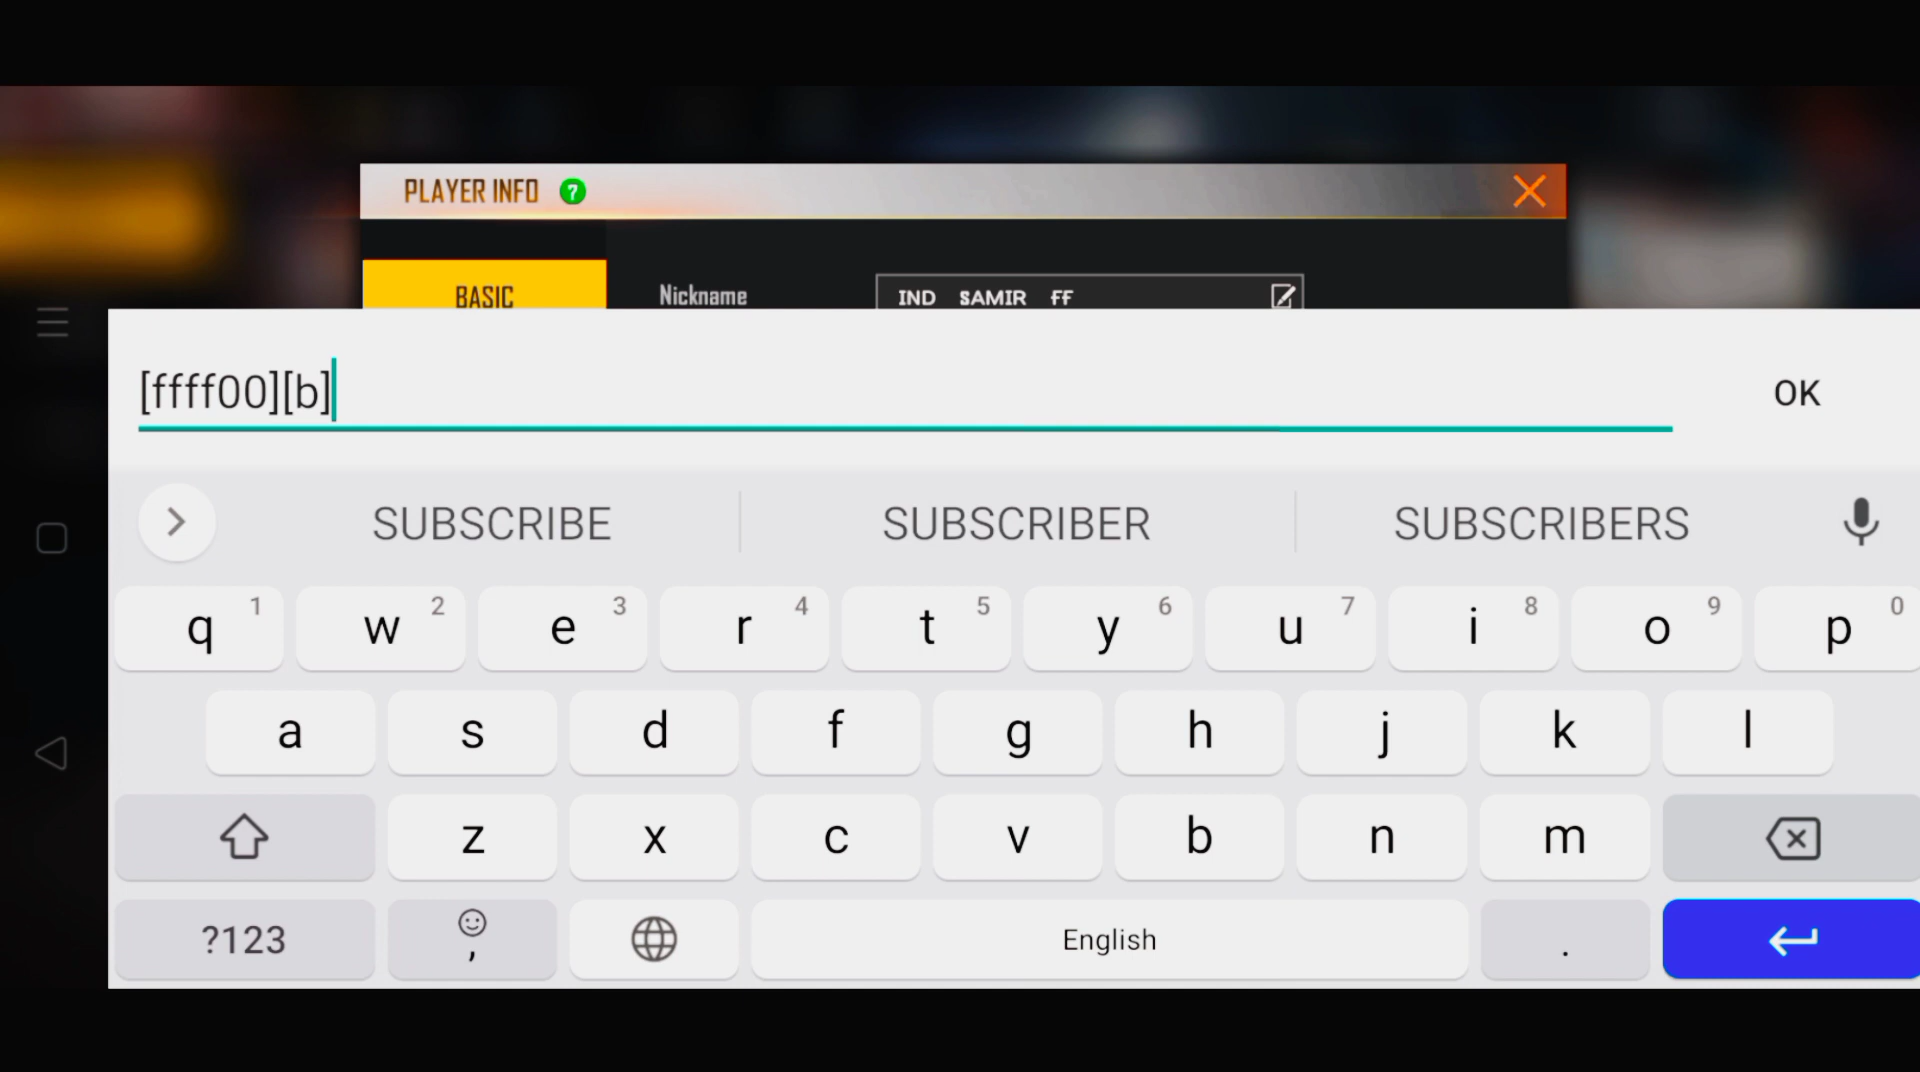 PLAYER INFO ?
BASIC
Nickname
IND SAMIR FF
[ffff00][b]
OK
SUBSCRIBE
SUBSCRIBER
SUBSCRIBERS
q 1 w 2 e 3 r 4 t 5 y 6 u 7 i 8 o 9 p 0
a s d f g h j k l
z x c v b n m
?123 , English .